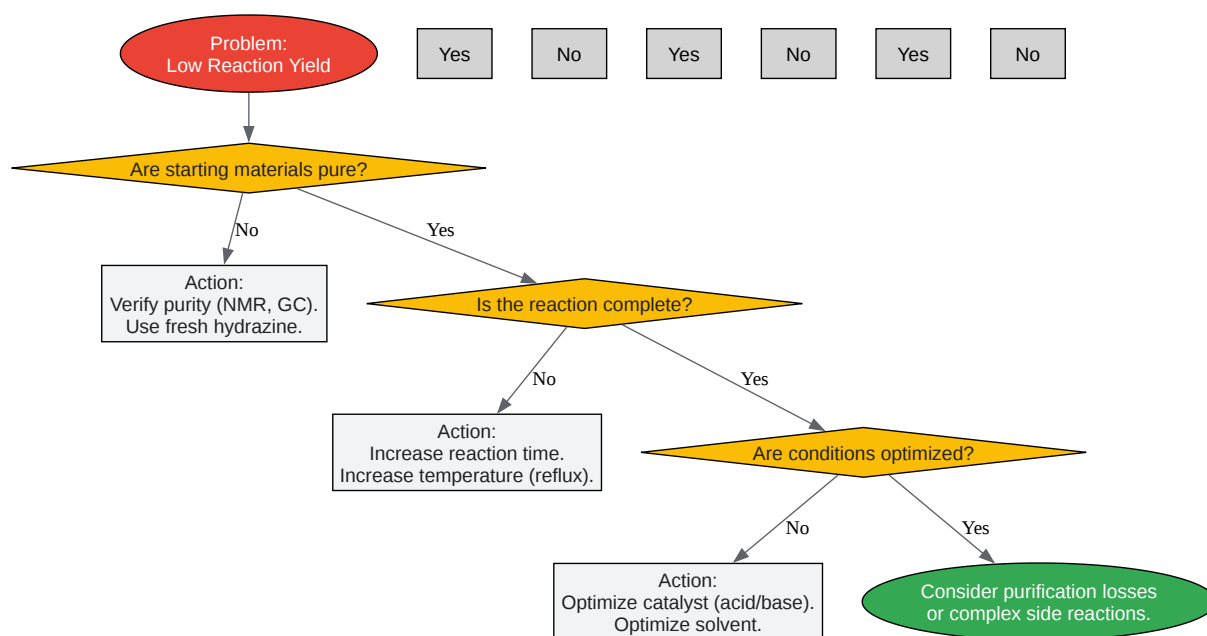 Problem:
Low Reaction Yield
Yes
No
Yes
No
Yes
No
Are starting materials pure?
No
Yes
Action:
Verify purity (NMR, GC).
Use fresh hydrazine.
Is the reaction complete?
No
Yes
Action:
Increase reaction time.
Increase temperature (reflux).
Are conditions optimized?
No
Yes
Action:
Optimize catalyst (acid/base).
Optimize solvent.
Consider purification losses
or complex side reactions.